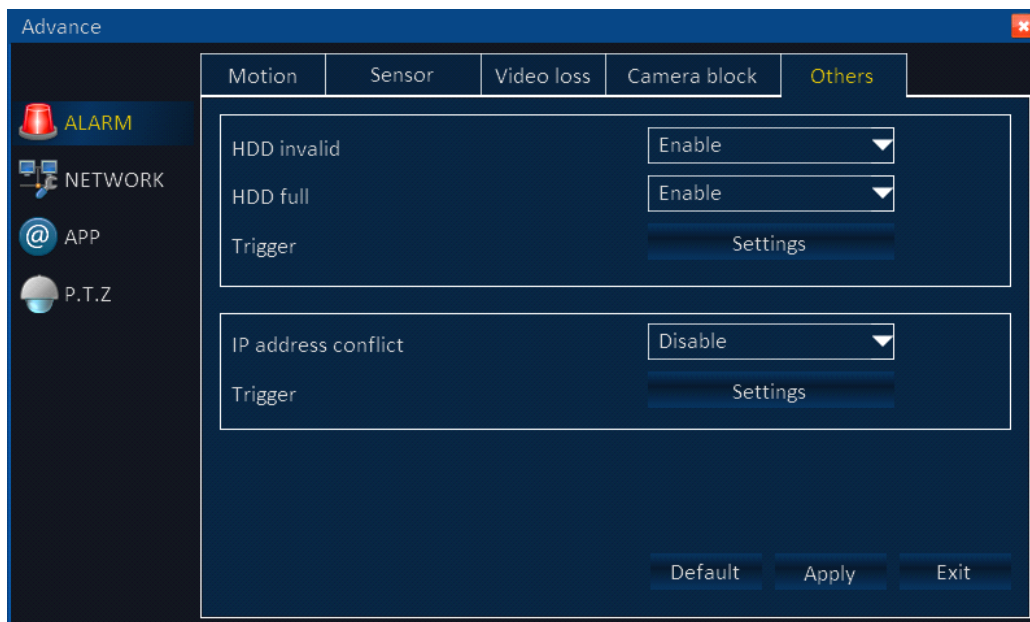 Advance
Motion Sensor Video loss Camera block Others
ALARM
NETWORK
APP
P.T.Z
HDD invalid Enable
HDD full Enable
Trigger Settings
IP address conflict Disable
Trigger Settings
Default Apply Exit